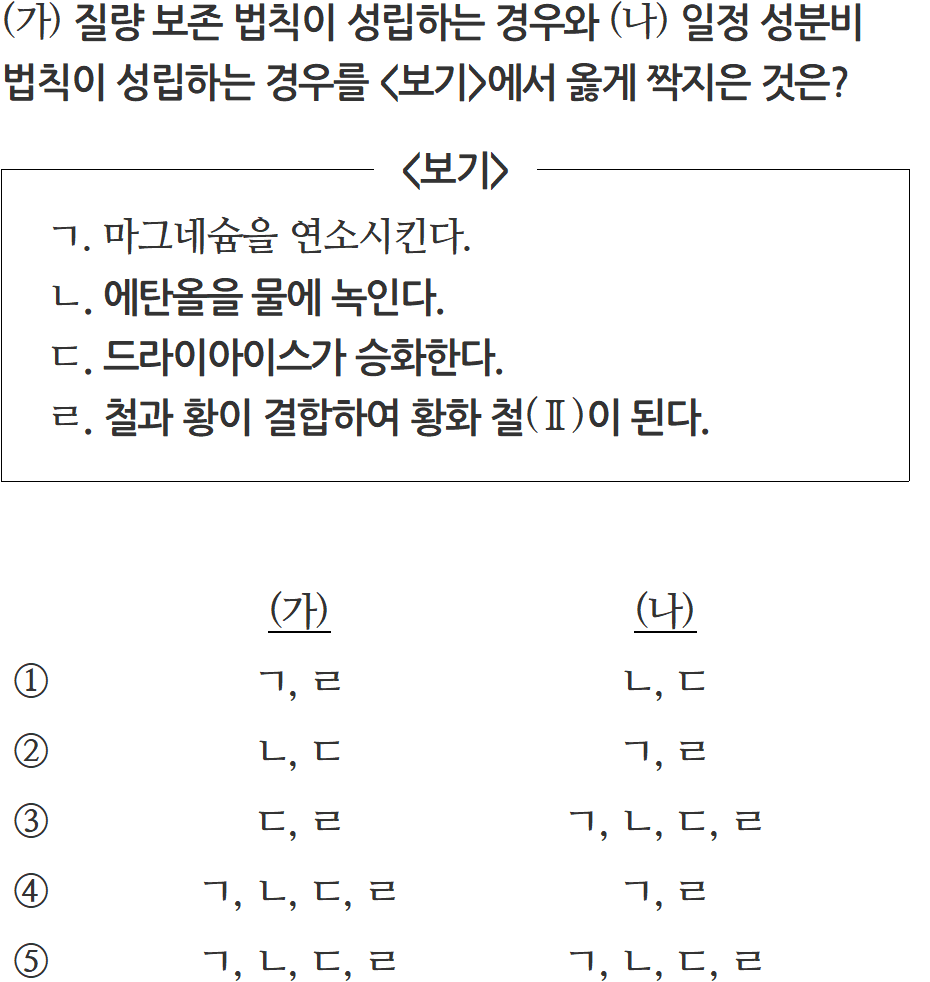 (가) 질량 보존 법칙이 성립하는 경우와 (나) 일정 성분비
법칙이 성립하는 경우를 <보기>에서 옳게 짝지은 것은?
<보기>
ㄱ. 마그네슘을 연소시킨다.
ㄴ. 에탄올을 물에 녹인다.
ㄷ. 드라이아이스가 승화한다.
ㄹ. 철과 황이 결합하여 황화 철(Ⅱ)이 된다.
(가) (나)
① ㄱ, ㄹ ㄴ, ㄷ
② ㄴ, ㄷ ㄱ, ㄹ
③ ㄷ, ㄹ ㄱ, ㄴ, ㄷ, ㄹ
④ ㄱ, ㄴ, ㄷ, ㄹ ㄱ, ㄹ
⑤ ㄱ, ㄴ, ㄷ, ㄹ ㄱ, ㄴ, ㄷ, ㄹ